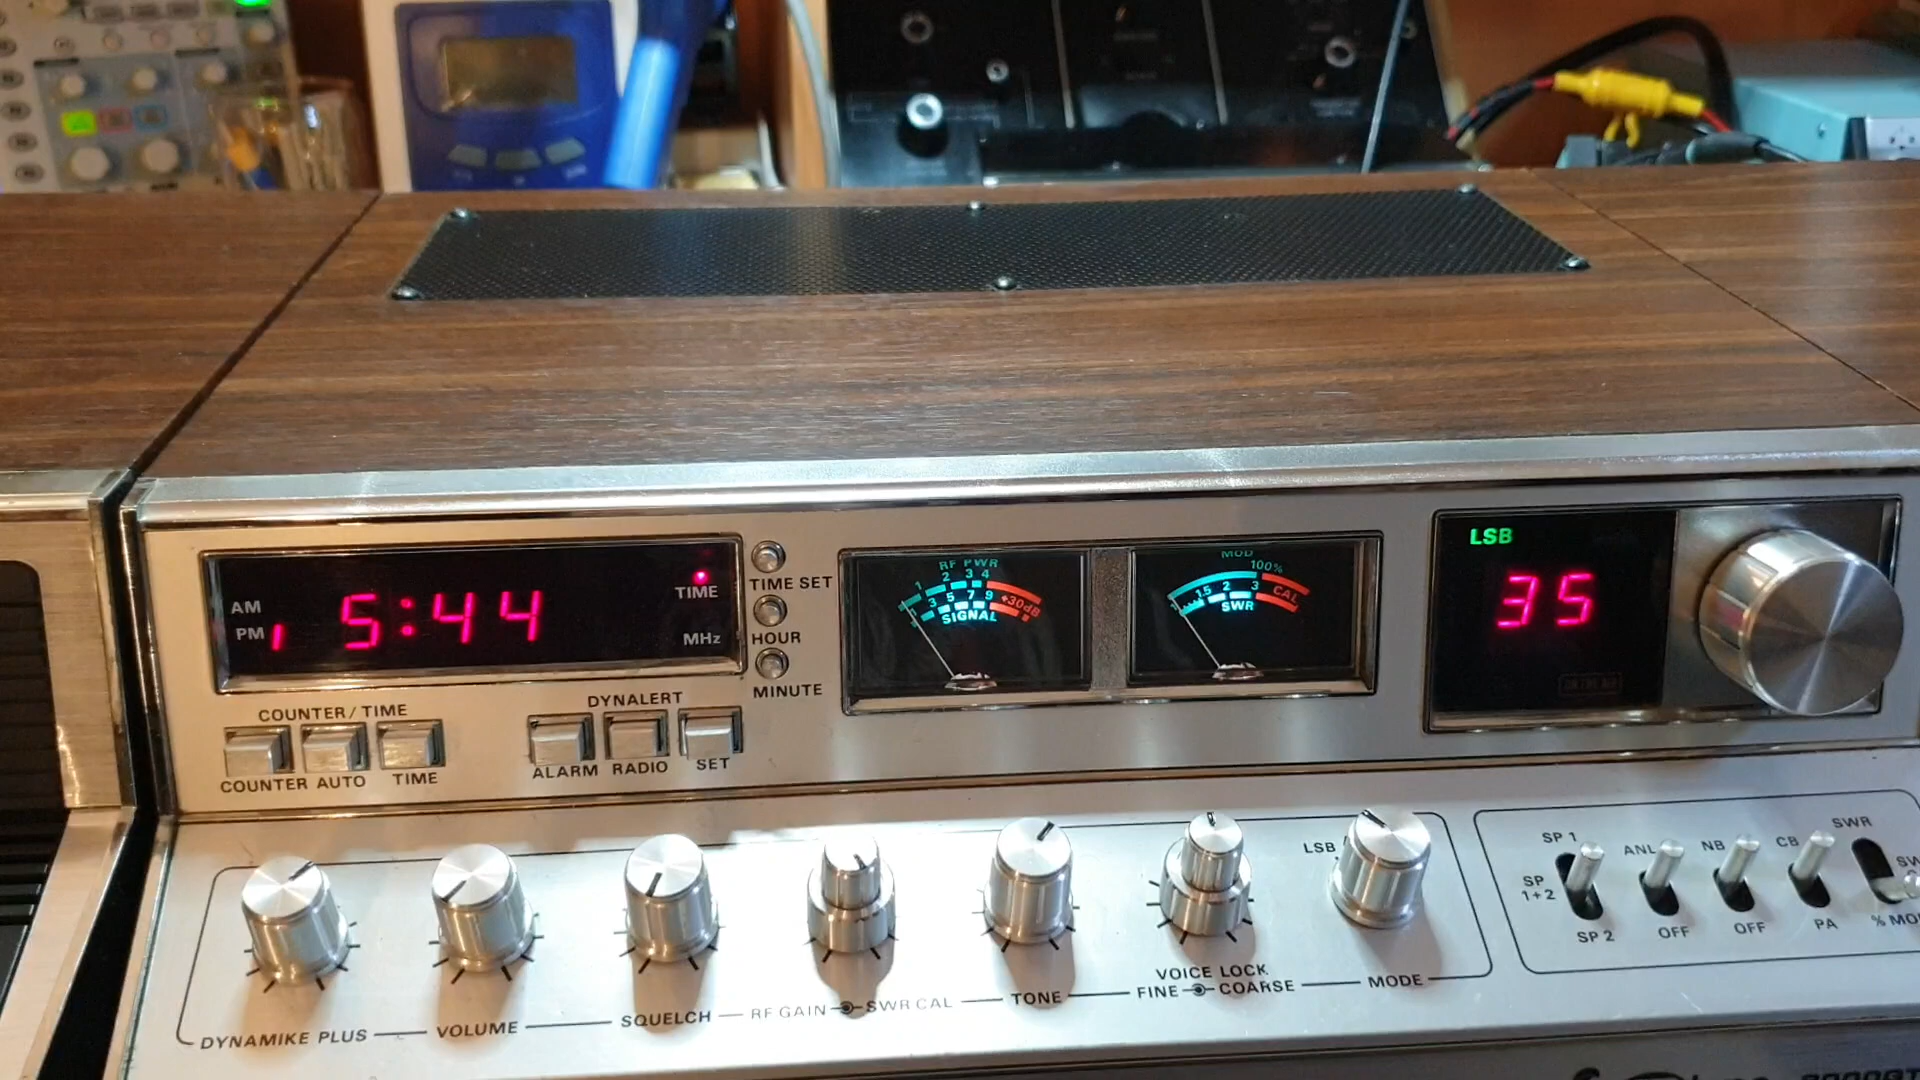 AM
PM
5:44
TIME
MHz
TIME SET
HOUR
MINUTE
RF PWR
1 2 3 4
1 3 5 7 9 +30dB
SIGNAL
MOD
100%
1 1.5 2 3 CAL
SWR
LSB
35
COUNTER/TIME
COUNTER AUTO TIME
DYNALERT
ALARM RADIO SET
LSB
SP 1
SP 1+2
SP 2
ANL
OFF
NB
OFF
CB
PA
SWR
DYNAMIKE PLUS
VOLUME
SQUELCH
RF GAIN SWR CAL
TONE
VOICE LOCK
FINE COARSE
MODE